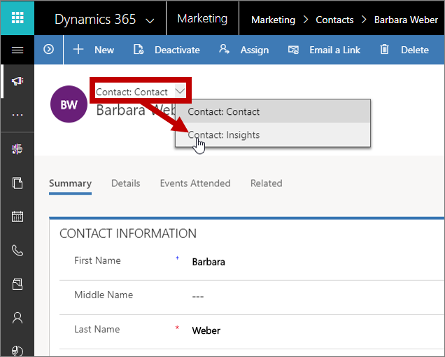 Dynamics 365 Marketing Marketing > Contacts > Barbara Weber
New Deactivate Assign Email a Link Delete
BW
Contact: Contact
Barbara We
Contact: Contact
Contact: Insights
Summary Details Events Attended Related
CONTACT INFORMATION
First Name * Barbara
Middle Name ---
Last Name * Weber